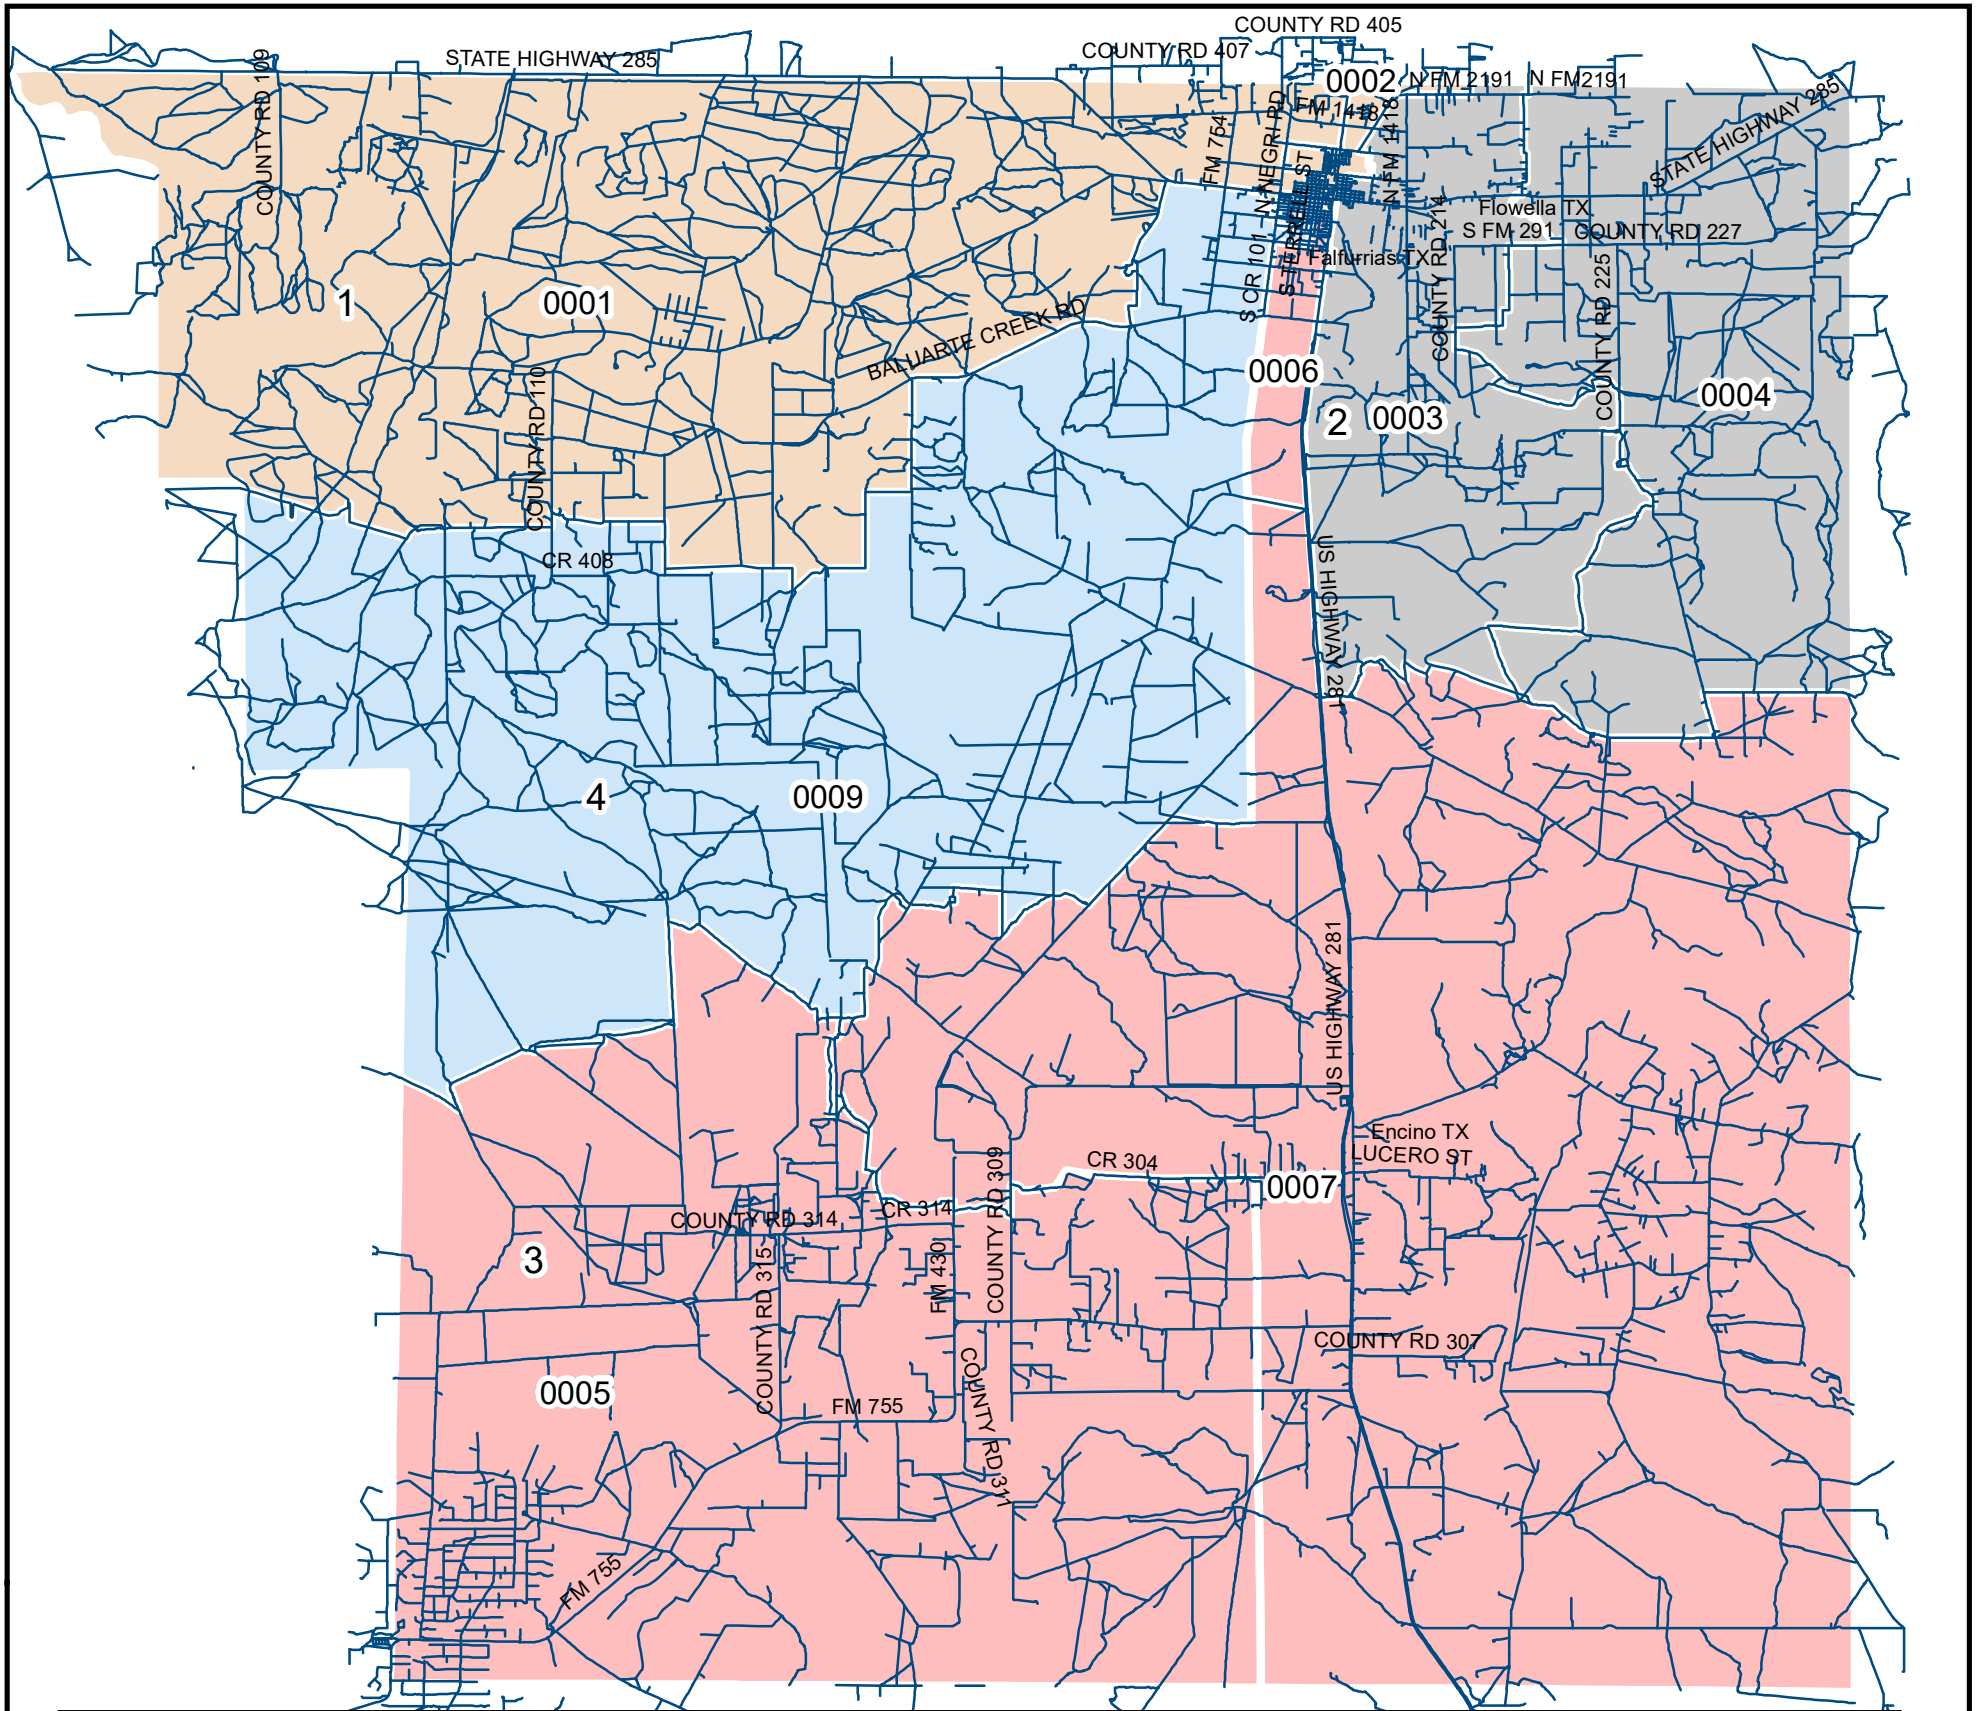 COUNTY RD 405
COUNTY RD 407
STATE HIGHWAY 285
COUNTY RD 109
0002
N FM 2191
N FM2191
STATE HIGHWAY 285
FM 1418
N FM 1418
FM 754
N NEGRI RD
S TERRELL ST
Flowella TX
S FM 291
COUNTY RD 227
COUNTY RD 214
Falfurrias TX
S CR 101
COUNTY RD 225
1
0001
BALUARTE CREEK RD
0006
COUNTY RD 110
2
0003
0004
CR 408
US HIGHWAY 281
4
0009
US HIGHWAY 281
Encino TX
LUCERO ST
CR 304
0007
COUNTY RD 309
CR 314
COUNTY RD 314
3
COUNTY RD 315
FM 430
COUNTY RD 307
0005
FM 755
COUNTY RD 311
FM 755